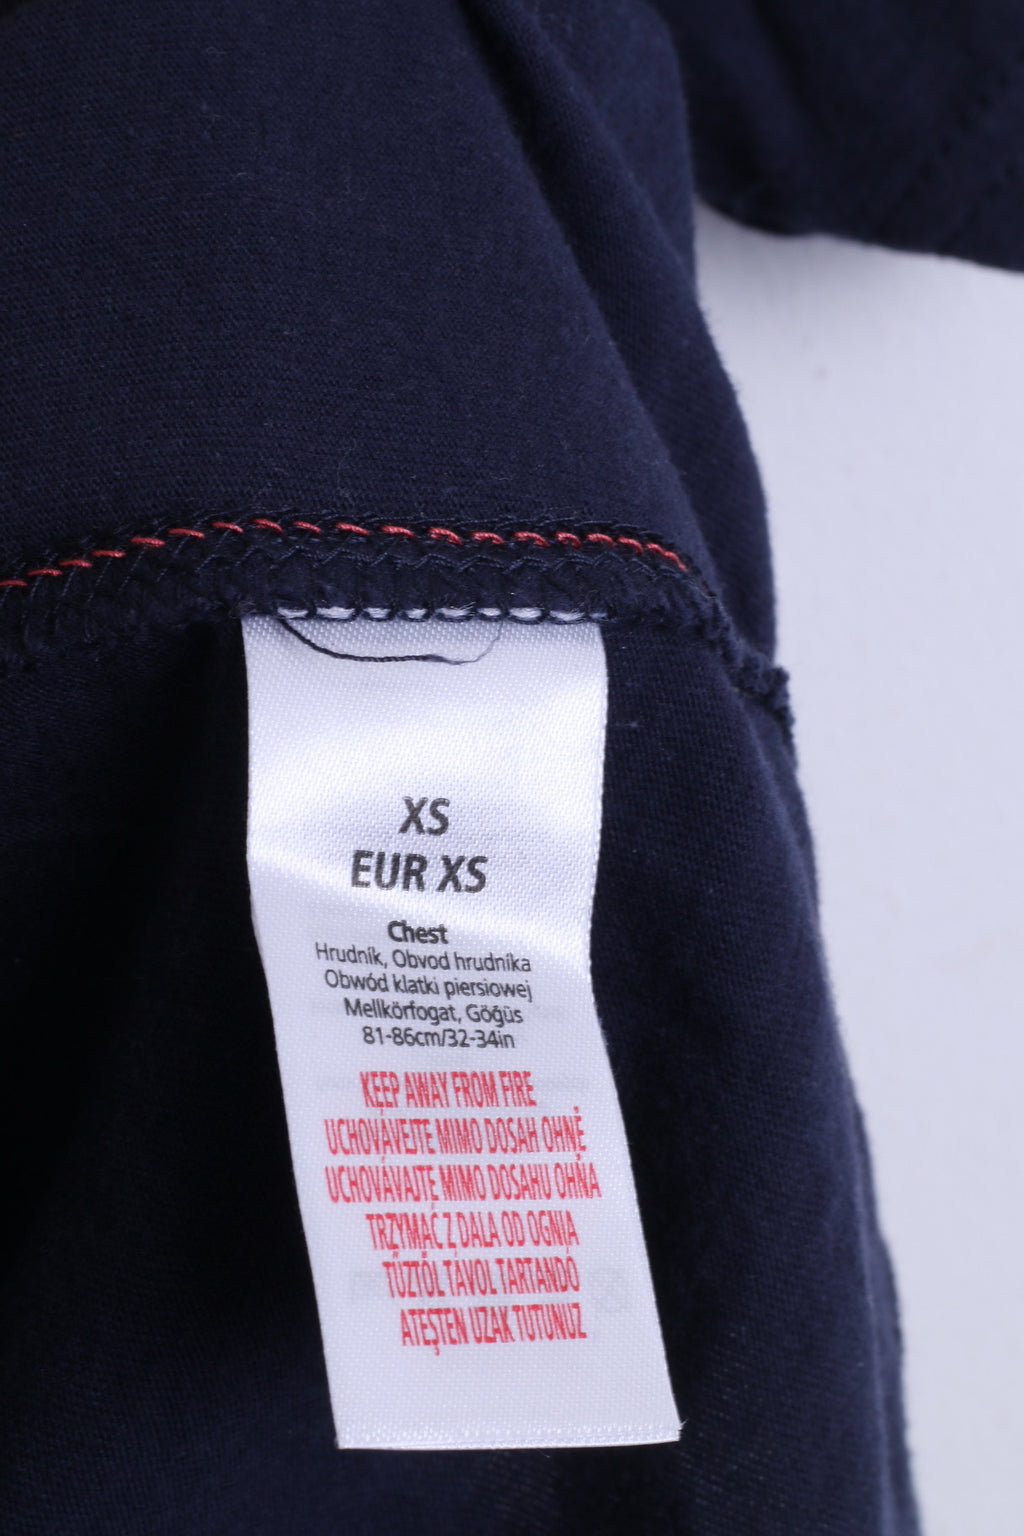 XS
EUR XS
Chest
Hrudník, Obvod hrudníka
Obwód klatki piersiowej
Mellkörfogat, Göğüs
81-86cm/32-34in
KEEP AWAY FROM FIRE
UCHOVÁVEJTE MIMO DOSAH OHNĚ
UCHOVÁVAJTE MIMO DOSAHU OHŇA
TRZYMAĆ Z DALA OD OGNIA
TŰZTŐL TÁVOL TARTANDÓ
ATEŞTEN UZAK TUTUNUZ